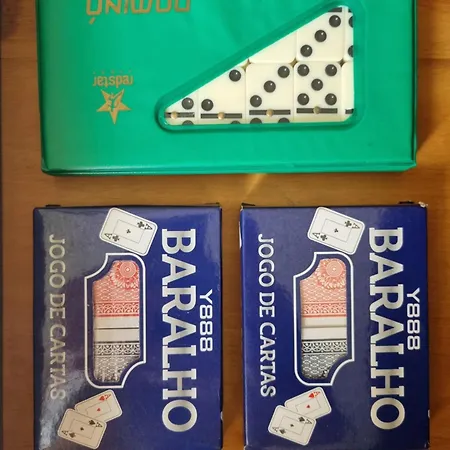 DOMINÓ
redstar
Y888
BARALHO
JOGO DE CARTAS
Y888
BARALHO
JOGO DE CARTAS